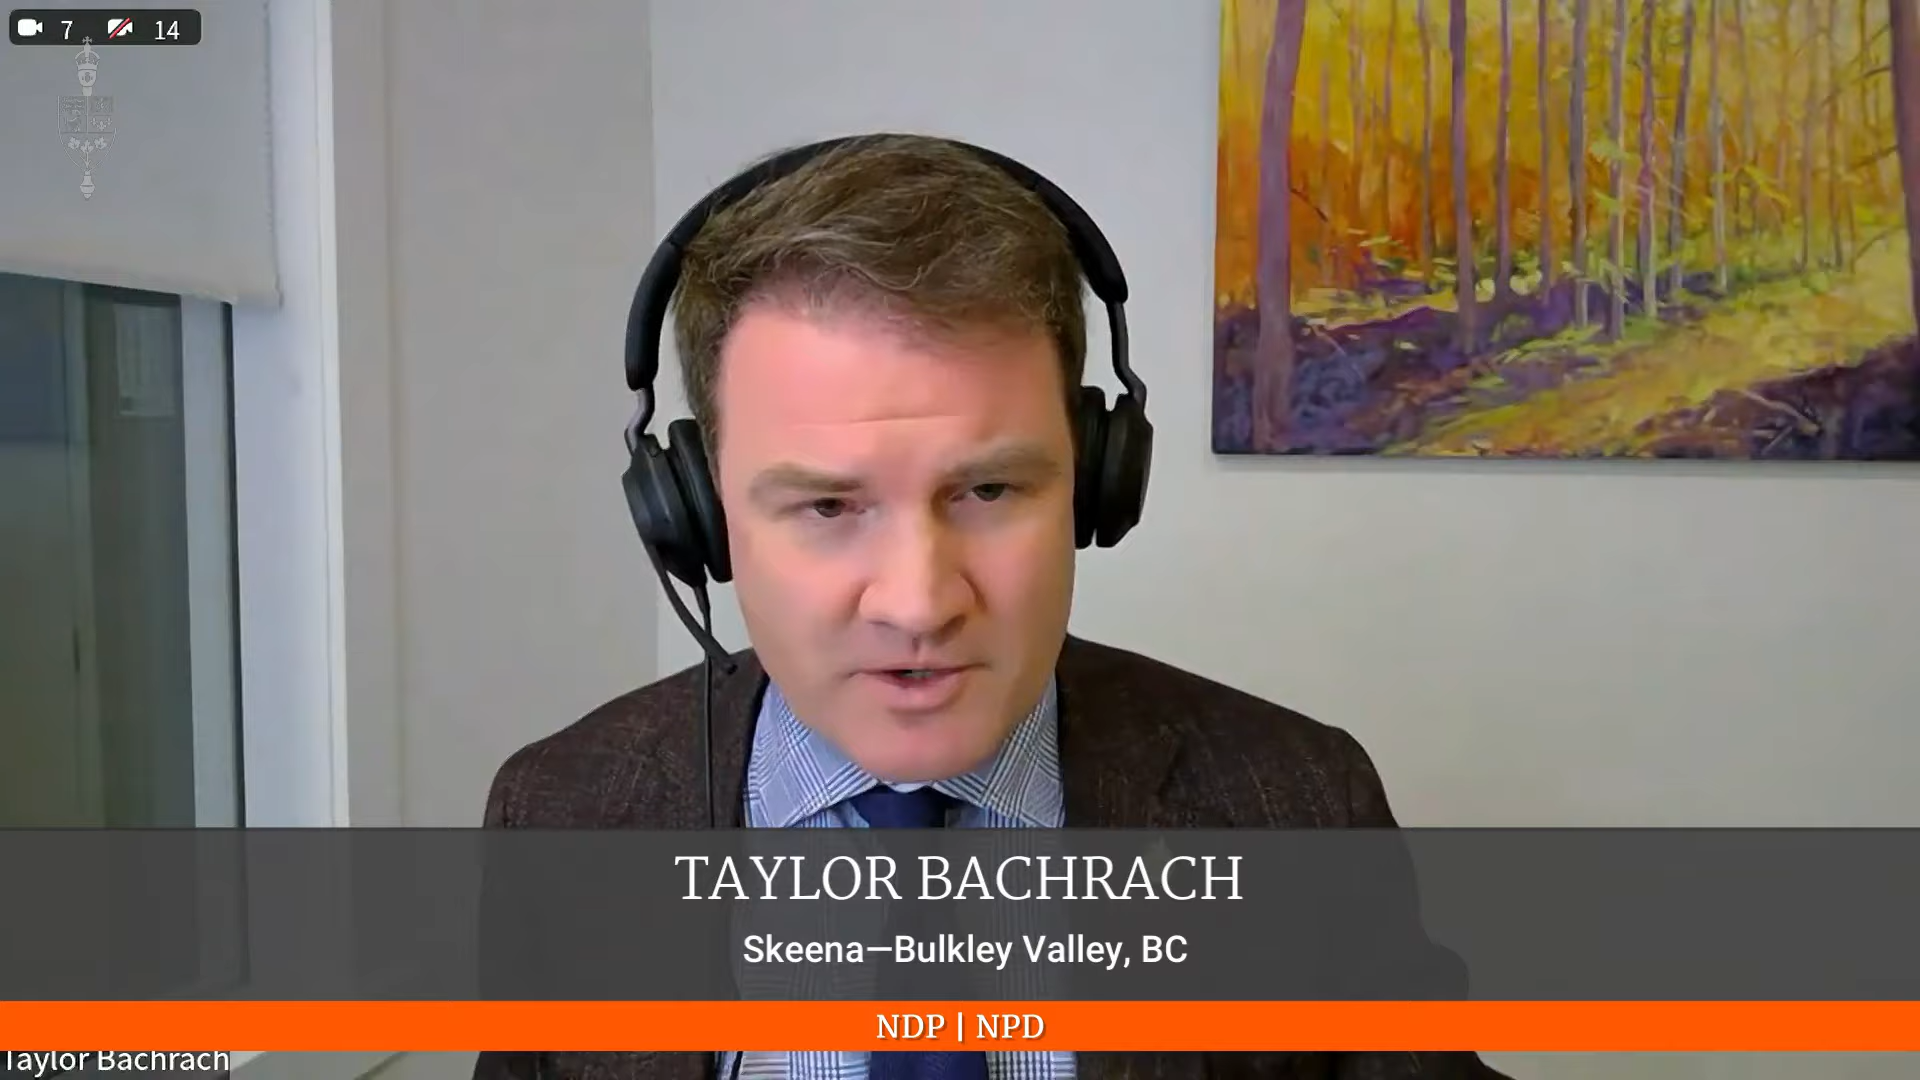 7 14
TAYLOR BACHRACH
Skeena—Bulkley Valley, BC
NDP | NPD
Taylor Bachrach